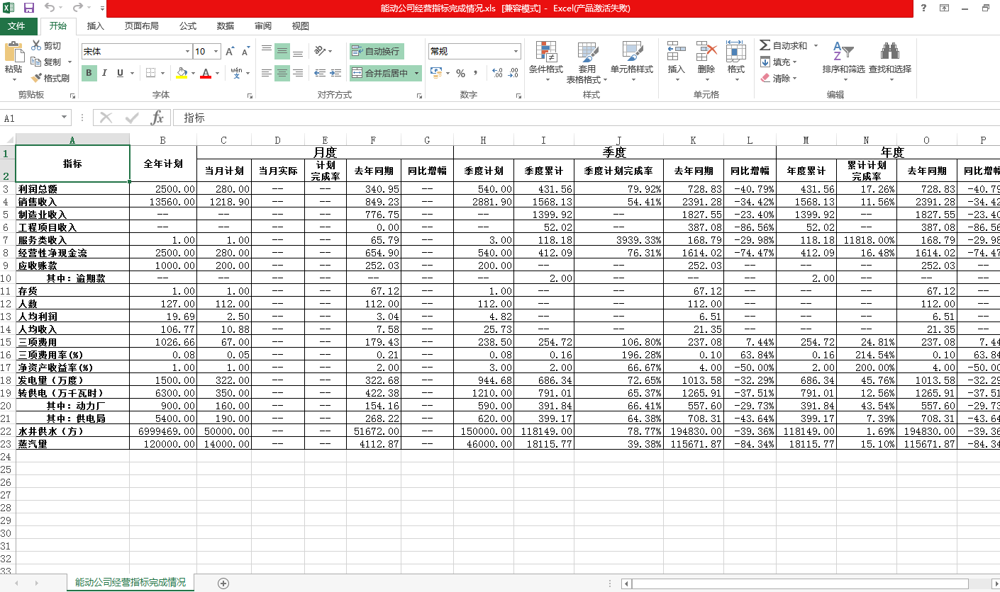 能动公司经营指标完成情况.xls [兼容模式] - Excel(产品激活失败)
文件 开始 插入 页面布局 公式 数据 审阅 视图
粘贴 剪切 复制 格式刷 剪贴板
宋体 10 B I U wén 文 字体
自动换行 合并后居中 对齐方式
常规 % 数字
条件格式 套用表格格式 单元格样式 样式
插入 删除 格式 单元格
自动求和 填充 清除 排序和筛选 查找和选择 编辑
A1 fx 指标
A B C D E F G H I J K L M N O P
1 指标 全年计划 月度 季度 年度
2 当月计划 当月实际 计划完成率 去年同期 同比增幅 季度计划 季度累计 季度计划完成率 去年同期 同比增幅 年度累计 累计计划完成率 去年同期 同比增幅
3 利润总额 2500.00 280.00 -- -- 340.95 -- 540.00 431.56 79.92% 728.83 -40.79% 431.56 17.26% 728.83 -40.79
4 销售收入 13560.00 1218.90 -- -- 849.23 -- 2881.90 1568.13 54.41% 2391.28 -34.42% 1568.13 11.56% 2391.28 -34.42
5 制造业收入 -- -- -- -- 776.75 -- -- 1399.92 -- 1827.55 -23.40% 1399.92 -- 1827.55 -23.40
6 工程项目收入 -- -- -- -- 0.00 -- -- 52.02 -- 387.08 -86.56% 52.02 -- 387.08 -86.56
7 服务类收入 1.00 1.00 -- -- 65.79 -- 3.00 118.18 3939.33% 168.79 -29.98% 118.18 11818.00% 168.79 -29.98
8 经营性净现金流 2500.00 280.00 -- -- 654.90 -- 540.00 412.09 76.31% 1614.02 -74.47% 412.09 16.48% 1614.02 -74.47
9 应收账款 1000.00 200.00 -- -- 252.03 -- 200.00 -- -- 252.03 -- -- -- 252.03 --
10 其中：逾期款 -- -- -- -- -- -- -- 2.00 -- -- -- 2.00 -- -- --
11 存货 1.00 1.00 -- -- 67.12 -- 1.00 -- -- 67.12 -- -- -- 67.12 --
12 人数 127.00 112.00 -- -- 112.00 -- 112.00 -- -- 112.00 -- -- -- 112.00 --
13 人均利润 19.69 2.50 -- -- 3.04 -- 4.82 -- -- 6.51 -- -- -- 6.51 --
14 人均收入 106.77 10.88 -- -- 7.58 -- 25.73 -- -- 21.35 -- -- -- 21.35 --
15 三项费用 1026.66 67.00 -- -- 179.43 -- 238.50 254.72 106.80% 237.08 7.44% 254.72 24.81% 237.08 7.44
16 三项费用率(%) 0.08 0.05 -- -- 0.21 -- 0.08 0.16 196.28% 0.10 63.84% 0.16 214.54% 0.10 63.84
17 净资产收益率(%) 1.00 1.00 -- -- 2.00 -- 3.00 2.00 66.67% 4.00 -50.00% 2.00 200.00% 4.00 -50.00
18 发电量（万度） 1500.00 322.00 -- -- 322.68 -- 944.68 686.34 72.65% 1013.58 -32.29% 686.34 45.76% 1013.58 -32.29
19 转供电（万千瓦时） 6300.00 350.00 -- -- 422.38 -- 1210.00 791.01 65.37% 1265.91 -37.51% 791.01 12.56% 1265.91 -37.51
20 其中：动力厂 900.00 160.00 -- -- 154.16 -- 590.00 391.84 66.41% 557.60 -29.73% 391.84 43.54% 557.60 -29.73
21 其中：供电局 5400.00 190.00 -- -- 268.22 -- 620.00 399.17 64.38% 708.31 -43.64% 399.17 7.39% 708.31 -43.64
22 水井供水（方） 6999469.00 50000.00 -- -- 51672.00 -- 150000.00 118149.00 78.77% 194830.00 -39.36% 118149.00 1.69% 194830.00 -39.36
23 蒸汽量 120000.00 14000.00 -- -- 4112.87 -- 46000.00 18115.77 39.38% 115671.87 -84.34% 18115.77 15.10% 115671.87 -84.34
24
25
26
27
28
29
30
31
32
33
能动公司经营指标完成情况